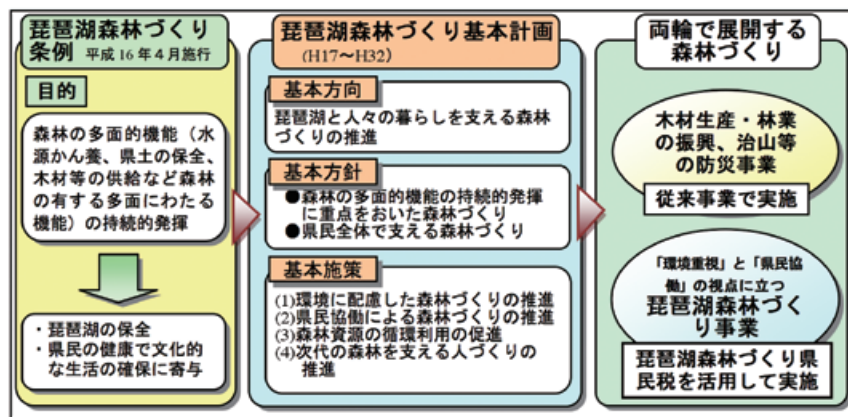 琵琶湖森林づくり
条例 平成16年4月施行
目的
森林の多面的機能（水
源かん養、県土の保全、
木材等の供給など森林
の有する多面にわたる
機能）の持続的発揮
・琵琶湖の保全
・県民の健康で文化的
な生活の確保に寄与
琵琶湖森林づくり基本計画
(H17～H32)
基本方向
琵琶湖と人々の暮らしを支える森林
づくりの推進
基本方針
●森林の多面的機能の持続的発揮
に重点をおいた森林づくり
●県民全体で支える森林づくり
基本施策
(1)環境に配慮した森林づくりの推進
(2)県民協働による森林づくりの推進
(3)森林資源の循環利用の促進
(4)次代の森林を支える人づくりの
推進
両輪で展開する
森林づくり
木材生産・林業
の振興、治山等
の防災事業
従来事業で実施
「環境重視」と「県民協
働」の視点に立つ
琵琶湖森林づく
り事業
琵琶湖森林づくり県
民税を活用して実施